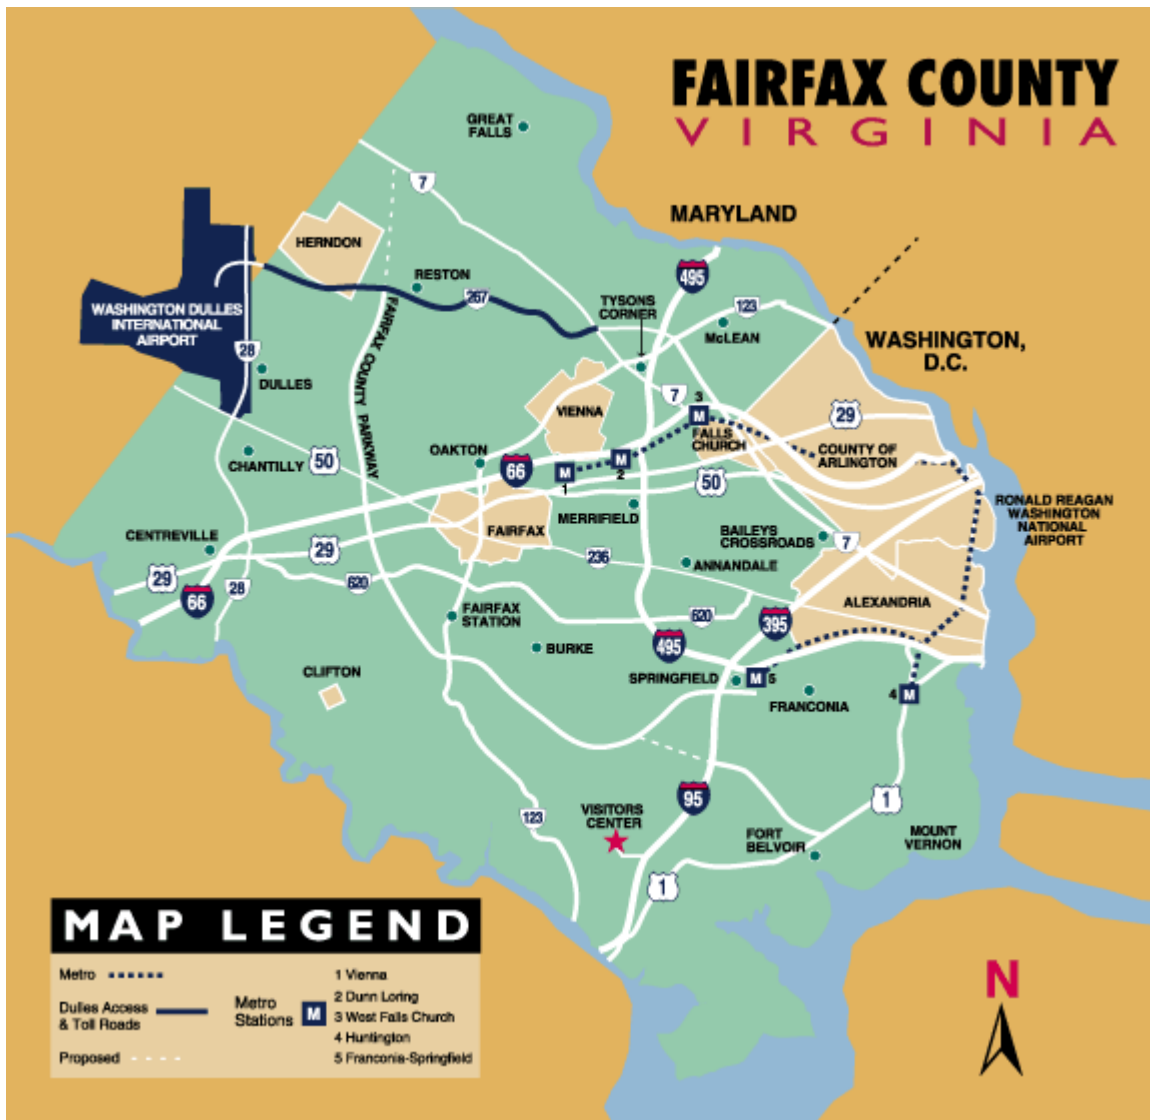 FAIRFAX COUNTY
VIRGINIA
GREAT
FALLS
7
MARYLAND
HERNDON
495
RESTON
267
TYSONS
CORNER
123
WASHINGTON DULLES
INTERNATIONAL
AIRPORT
FAIRFAX COUNTY PARKWAY
McLEAN
WASHINGTON,
D.C.
28
DULLES
7
3
M
VIENNA
29
FALLS
CHURCH
COUNTY OF
ARLINGTON
CHANTILLY
50
OAKTON
66
M
1
M
2
50
RONALD REAGAN
WASHINGTON
NATIONAL
AIRPORT
MERRIFIELD
FAIRFAX
CENTREVILLE
29
BAILEYS
CROSSROADS
7
236
ANNANDALE
29
620
28
66
FAIRFAX
STATION
620
395
ALEXANDRIA
495
BURKE
CLIFTON
SPRINGFIELD
M
5
FRANCONIA
4
M
95
1
VISITORS
CENTER
123
FORT
BELVOIR
MOUNT
VERNON
1
MAP LEGEND
Metro
Dulles Access
& Toll Roads
Proposed
Metro
Stations
M
1 Vienna
2 Dunn Loring
3 West Falls Church
4 Huntington
5 Franconia-Springfield
N